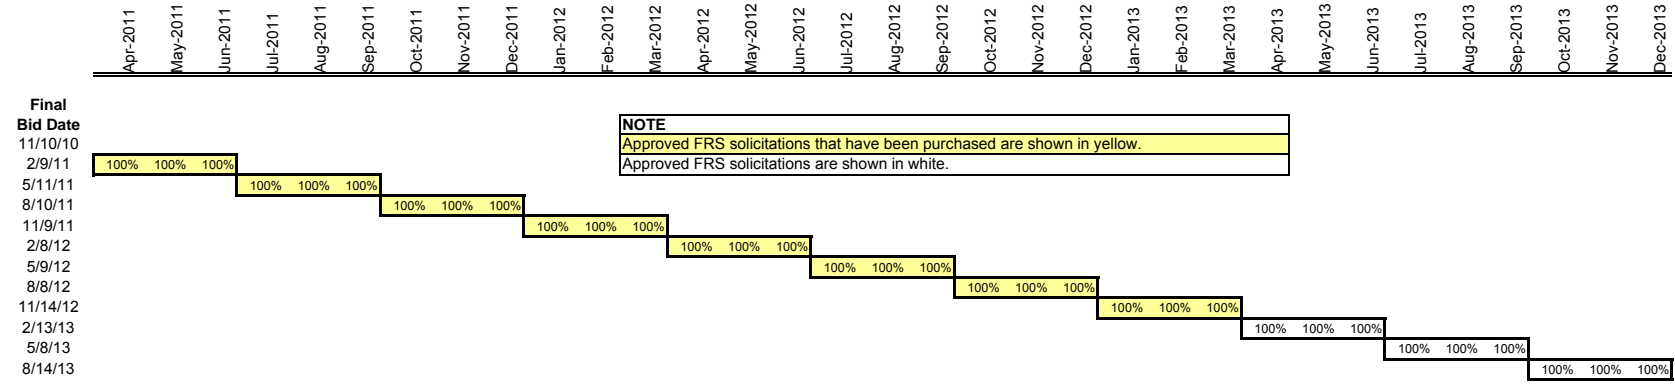 Apr-2011 May-2011 Jun-2011 Jul-2011 Aug-2011 Sep-2011 Oct-2011 Nov-2011 Dec-2011 Jan-2012 Feb-2012 Mar-2012 Apr-2012 May-2012 Jun-2012 Jul-2012 Aug-2012 Sep-2012 Oct-2012 Nov-2012 Dec-2012 Jan-2013 Feb-2013 Mar-2013 Apr-2013 May-2013 Jun-2013 Jul-2013 Aug-2013 Sep-2013 Oct-2013 Nov-2013 Dec-2013
Final
Bid Date
NOTE
11/10/10
Approved FRS solicitations that have been purchased are shown in yellow.
2/9/11 100% 100% 100%
Approved FRS solicitations are shown in white.
5/11/11 100% 100% 100%
8/10/11 100% 100% 100%
11/9/11 100% 100% 100%
2/8/12 100% 100% 100%
5/9/12 100% 100% 100%
8/8/12 100% 100% 100%
11/14/12 100% 100% 100%
2/13/13 100% 100% 100%
5/8/13 100% 100% 100%
8/14/13 100% 100% 100%